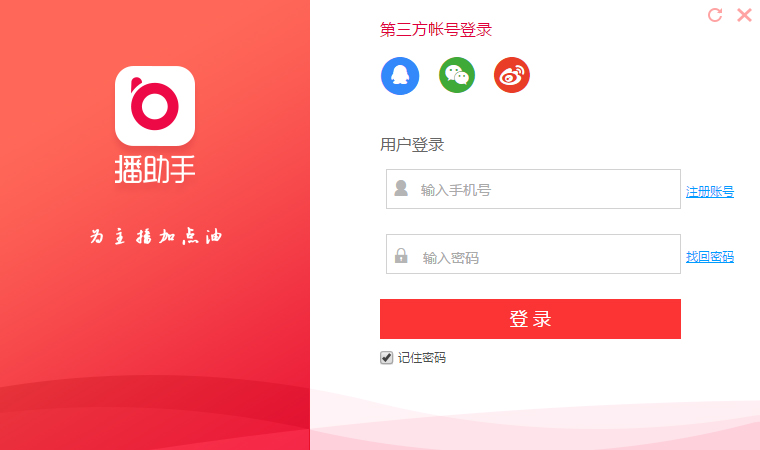 播助手
为主播加点油
第三方帐号登录
用户登录
输入手机号
注册账号
输入密码
找回密码
登录
记住密码